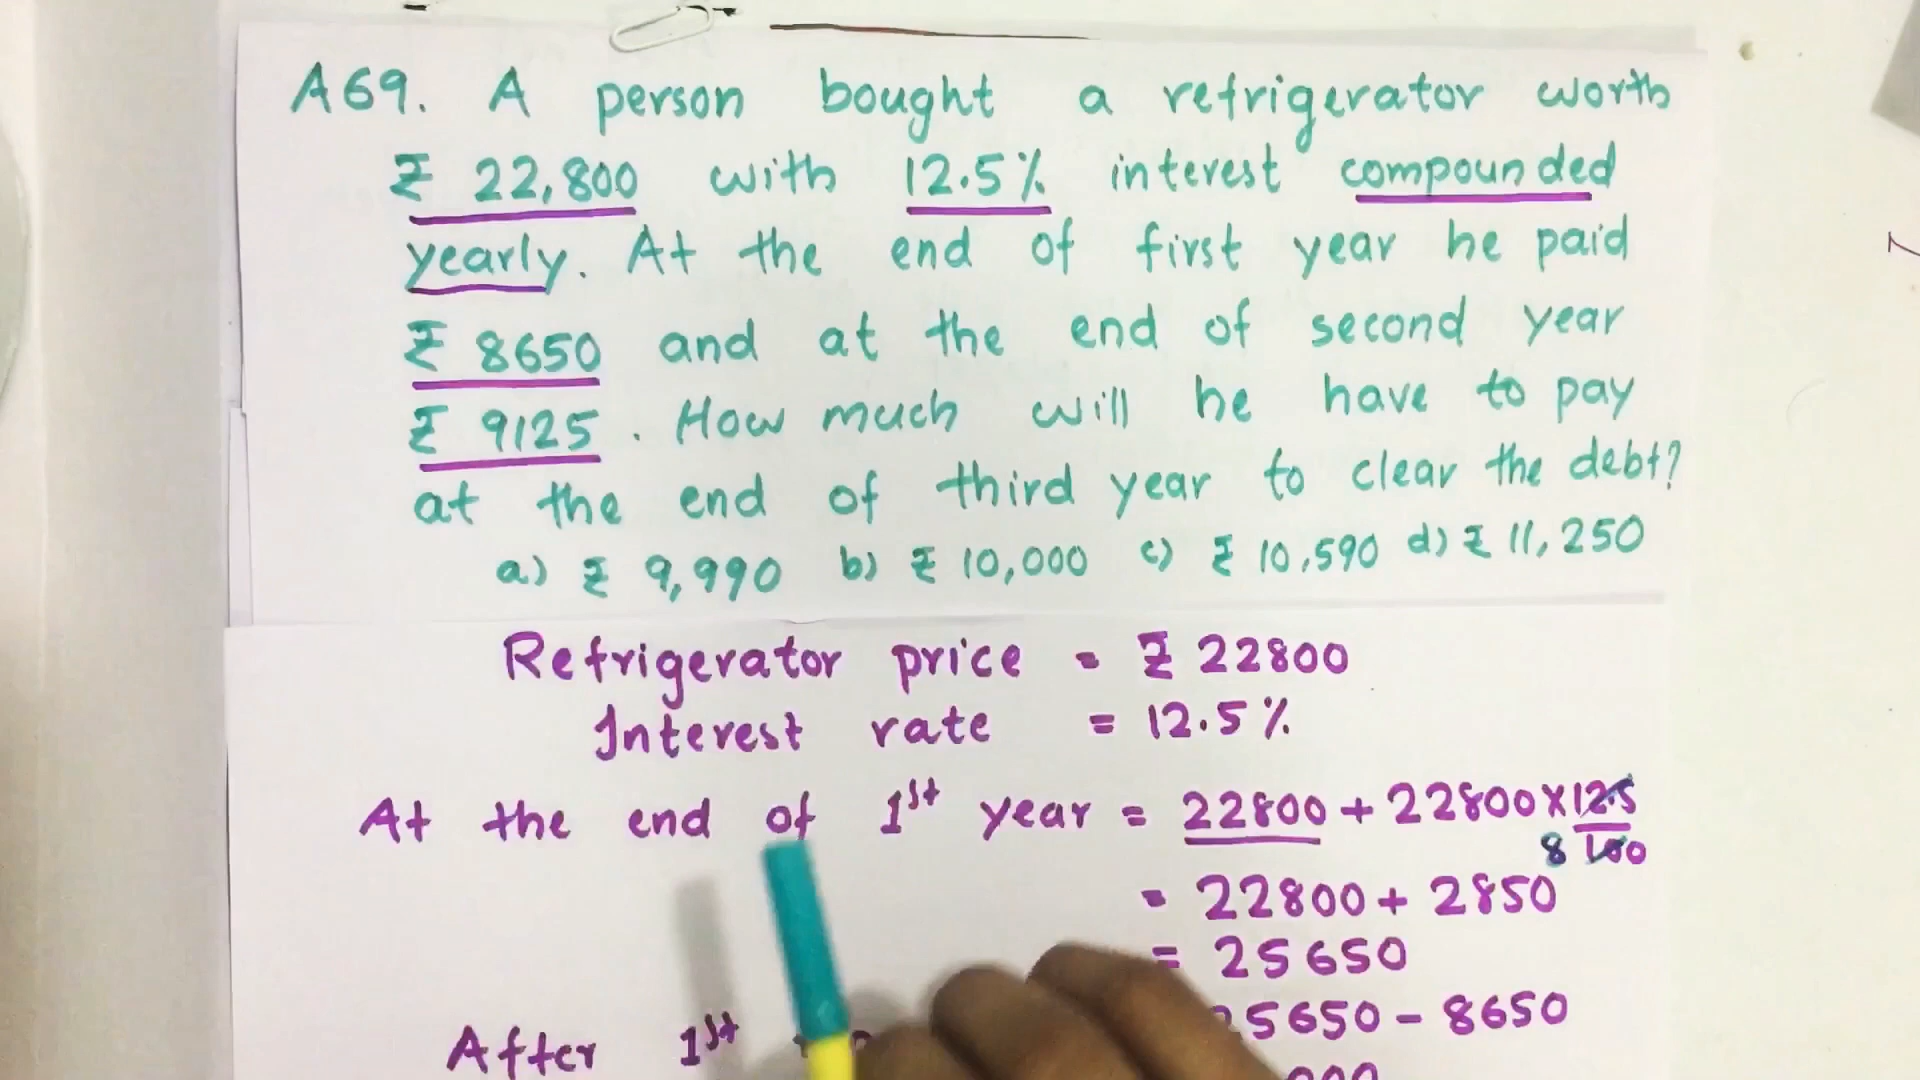 A69. A person bought a refrigerator worth
₹ 22,800 with 12.5% interest compounded
yearly. At the end of first year he paid
₹ 8650 and at the end of second year
₹ 9125. How much will he have to pay
at the end of third year to clear the debt?
a) ₹ 9,990 b) ₹ 10,000 c) ₹ 10,590 d) ₹ 11,250
Refrigerator price = ₹ 22800
Interest rate = 12.5%
At the end of 1st year = 22800 + 22800 × 12.5
8 100
= 22800 + 2850
= 25650
After 1st 25650 - 8650